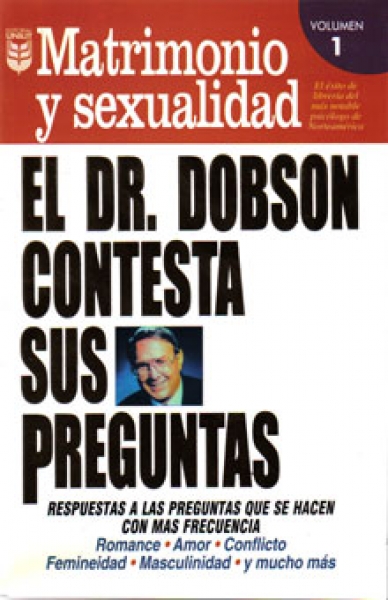 UNILIT
VOLUMEN
1
Matrimonio
y sexualidad
El éxito de
librería del
más notable
psicólogo de
Norteamérica
EL DR. DOBSON
CONTESTA
SUS
PREGUNTAS
RESPUESTAS A LAS PREGUNTAS QUE SE HACEN
CON MAS FRECUENCIA
Romance • Amor • Conflicto
Femineidad • Masculinidad • y mucho más